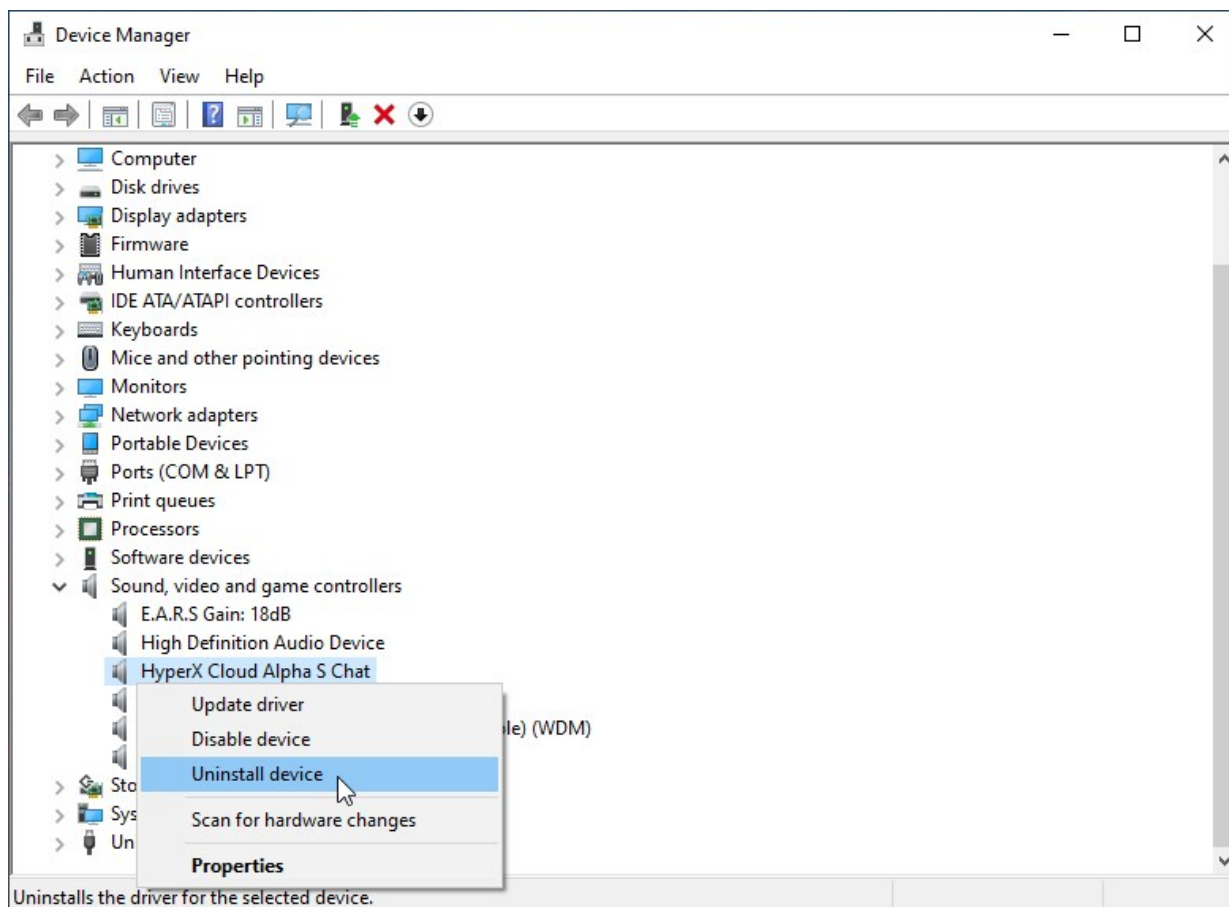 Device Manager
File Action View Help
Computer
Disk drives
Display adapters
Firmware
Human Interface Devices
IDE ATA/ATAPI controllers
Keyboards
Mice and other pointing devices
Monitors
Network adapters
Portable Devices
Ports (COM & LPT)
Print queues
Processors
Software devices
Sound, video and game controllers
E.A.R.S Gain: 18dB
High Definition Audio Device
HyperX Cloud Alpha S Chat
Update driver
(WDM)
Disable device
Uninstall device
Sto
Scan for hardware changes
Sys
Un
Properties
Uninstalls the driver for the selected device.